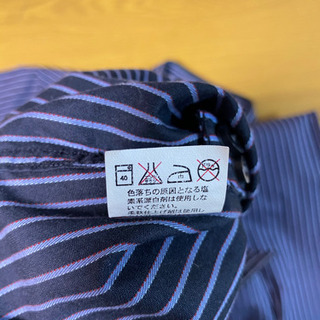 40
色落ちの原因となる塩
素系漂白剤は使用しな
いでください